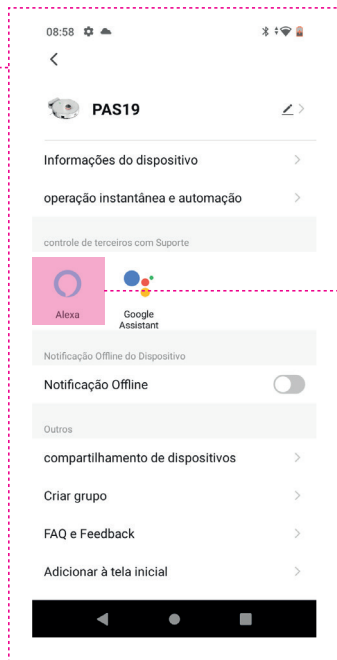 08:58
PAS19
Informações do dispositivo
operação instantânea e automação
controle de terceiros com Suporte
Alexa
Google
Assistant
Notificação Offline do Dispositivo
Notificação Offline
Outros
compartilhamento de dispositivos
Criar grupo
FAQ e Feedback
Adicionar à tela inicial